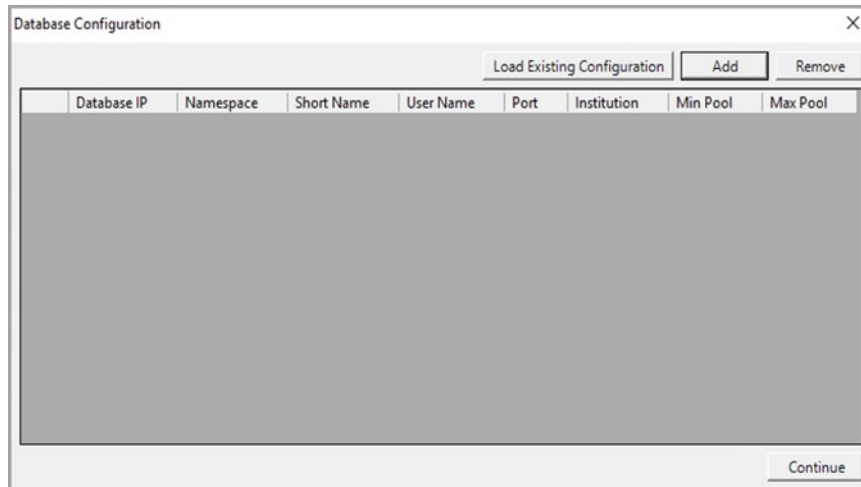 Database Configuration
Load Existing Configuration Add Remove
Database IP Namespace Short Name User Name Port Institution Min Pool Max Pool
Continue